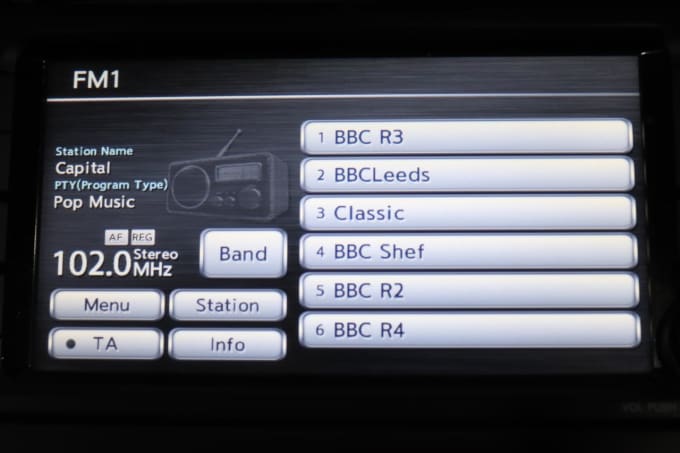 FM1
Station Name
Capital
PTY(Program Type)
Pop Music
AF REG
102.0 Stereo
MHz
Band
Menu
Station
TA
Info
1 BBC R3
2 BBCLeeds
3 Classic
4 BBC Shef
5 BBC R2
6 BBC R4
VOL